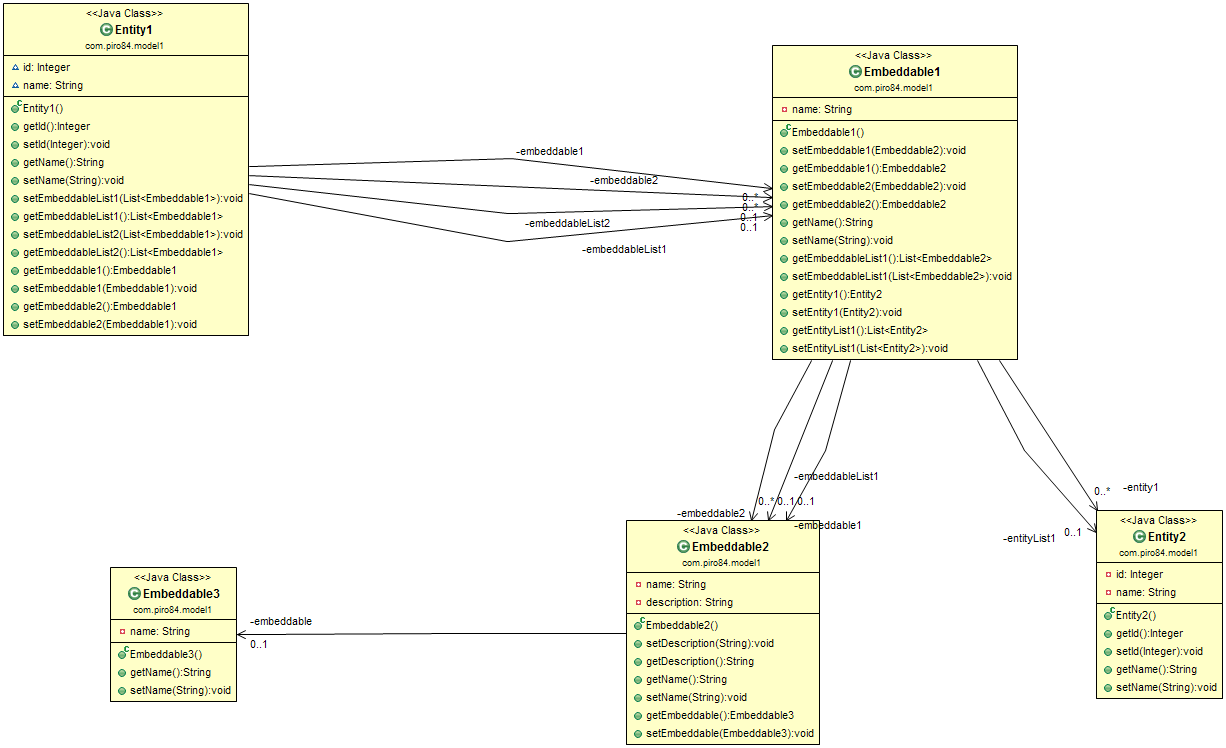 <<Java Class>>
Entity1
com.piro84.model1
id: Integer
name: String
Entity1()
getId():Integer
setId(Integer):void
getName():String
setName(String):void
setEmbeddableList1(List<Embeddable1>):void
getEmbeddableList1():List<Embeddable1>
setEmbeddableList2(List<Embeddable1>):void
getEmbeddableList2():List<Embeddable1>
getEmbeddable1():Embeddable1
setEmbeddable1(Embeddable1):void
getEmbeddable2():Embeddable1
setEmbeddable2(Embeddable1):void
-embeddable1
-embeddable2
-embeddableList2
-embeddableList1
0..*
0..*
0..1
0..1
<<Java Class>>
Embeddable1
com.piro84.model1
name: String
Embeddable1()
setEmbeddable1(Embeddable2):void
getEmbeddable1():Embeddable2
setEmbeddable2(Embeddable2):void
getEmbeddable2():Embeddable2
getName():String
setName(String):void
getEmbeddableList1():List<Embeddable2>
setEmbeddableList1(List<Embeddable2>):void
getEntity1():Entity2
setEntity1(Entity2):void
getEntityList1():List<Entity2>
setEntityList1(List<Entity2>):void
-embeddableList1
0..* 0..1 0..1
-embeddable2
-embeddable1
0..*
-entity1
0..1
-entityList1
<<Java Class>>
Embeddable2
com.piro84.model1
name: String
description: String
Embeddable2()
setDescription(String):void
getDescription():String
getName():String
setName(String):void
getEmbeddable():Embeddable3
setEmbeddable(Embeddable3):void
<<Java Class>>
Entity2
com.piro84.model1
id: Integer
name: String
Entity2()
getId():Integer
setId(Integer):void
getName():String
setName(String):void
-embeddable
0..1
<<Java Class>>
Embeddable3
com.piro84.model1
name: String
Embeddable3()
getName():String
setName(String):void